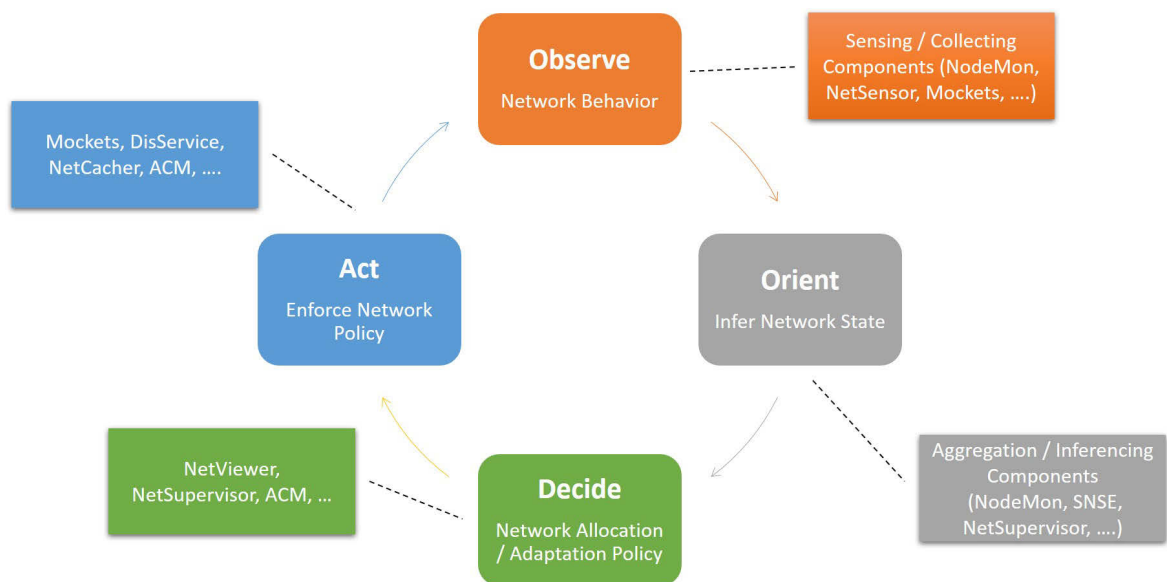 Observe
Network Behavior
Sensing / Collecting
Components (NodeMon,
NetSensor, Mockets, ....)
Mockets, DisService,
NetCacher, ACM, ....
Act
Enforce Network
Policy
Orient
Infer Network State
NetViewer,
NetSupervisor, ACM, ...
Decide
Network Allocation
/ Adaptation Policy
Aggregation / Inferencing
Components
(NodeMon, SNSE,
NetSupervisor, ....)